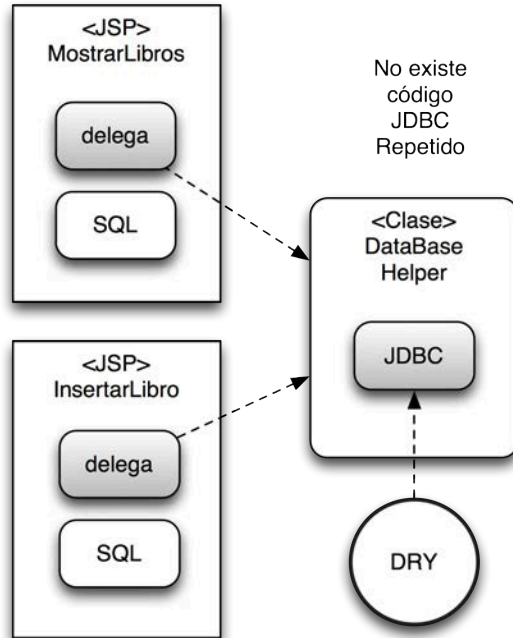 <JSP>
MostrarLibros
delega
SQL
No existe
código
JDBC
Repetido
<Clase>
DataBase
Helper
JDBC
<JSP>
InsertarLibro
delega
SQL
DRY